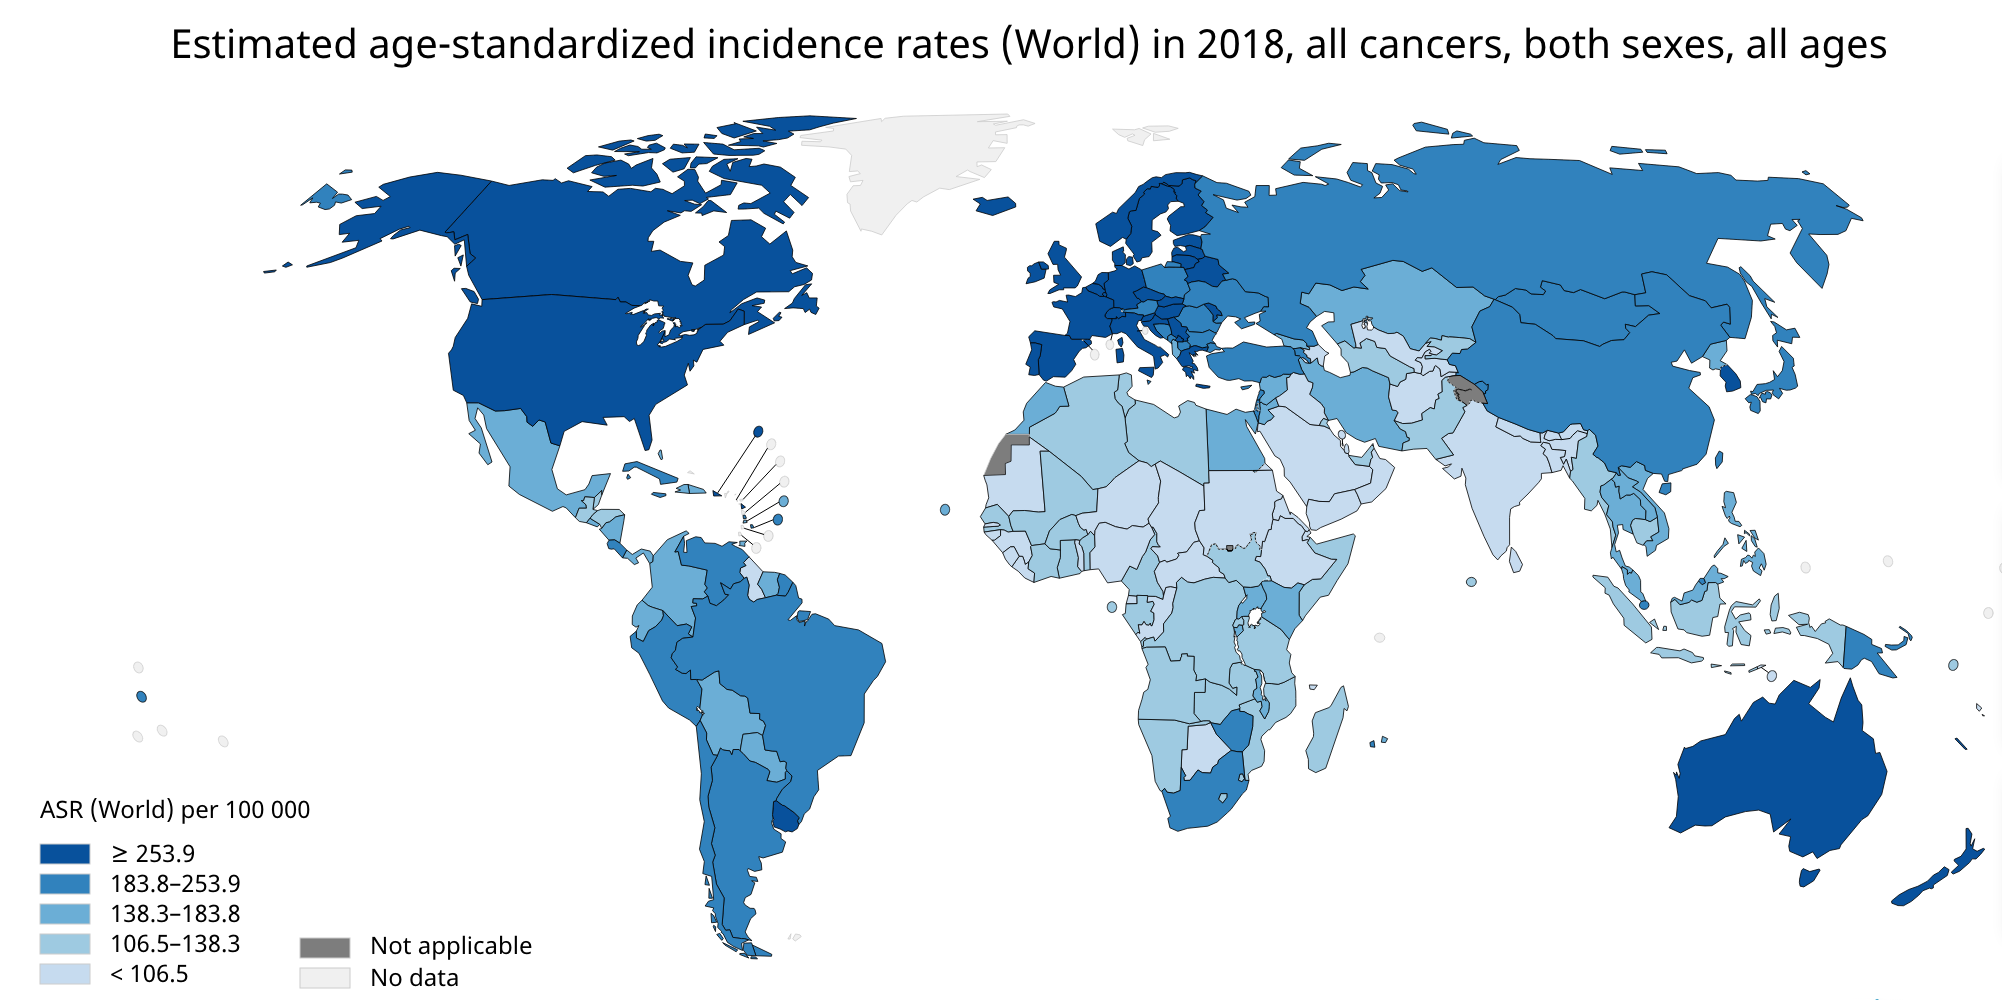 Estimated age-standardized incidence rates (World) in 2018, all cancers, both sexes, all ages
ASR (World) per 100 000
≥ 253.9
183.8–253.9
138.3–183.8
106.5–138.3
< 106.5
Not applicable
No data